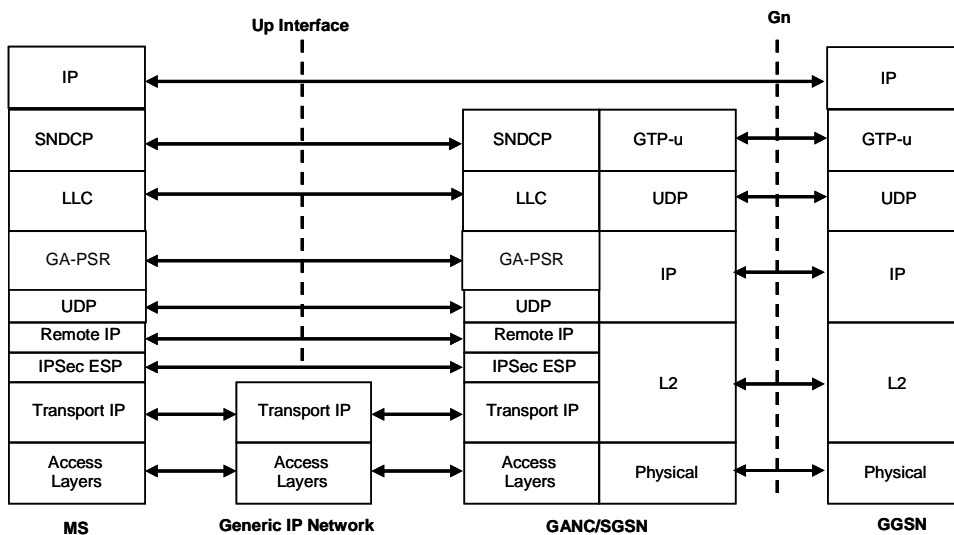 Up Interface
Gn
IP
IP
SNDCP
SNDCP
GTP-u
GTP-u
LLC
LLC
UDP
UDP
GA-PSR
GA-PSR
IP
IP
UDP
UDP
Remote IP
Remote IP
IPSec ESP
IPSec ESP
L2
L2
Transport IP
Transport IP
Transport IP
Access
Layers
Access
Layers
Access
Layers
Physical
Physical
MS
Generic IP Network
GANC/SGSN
GGSN